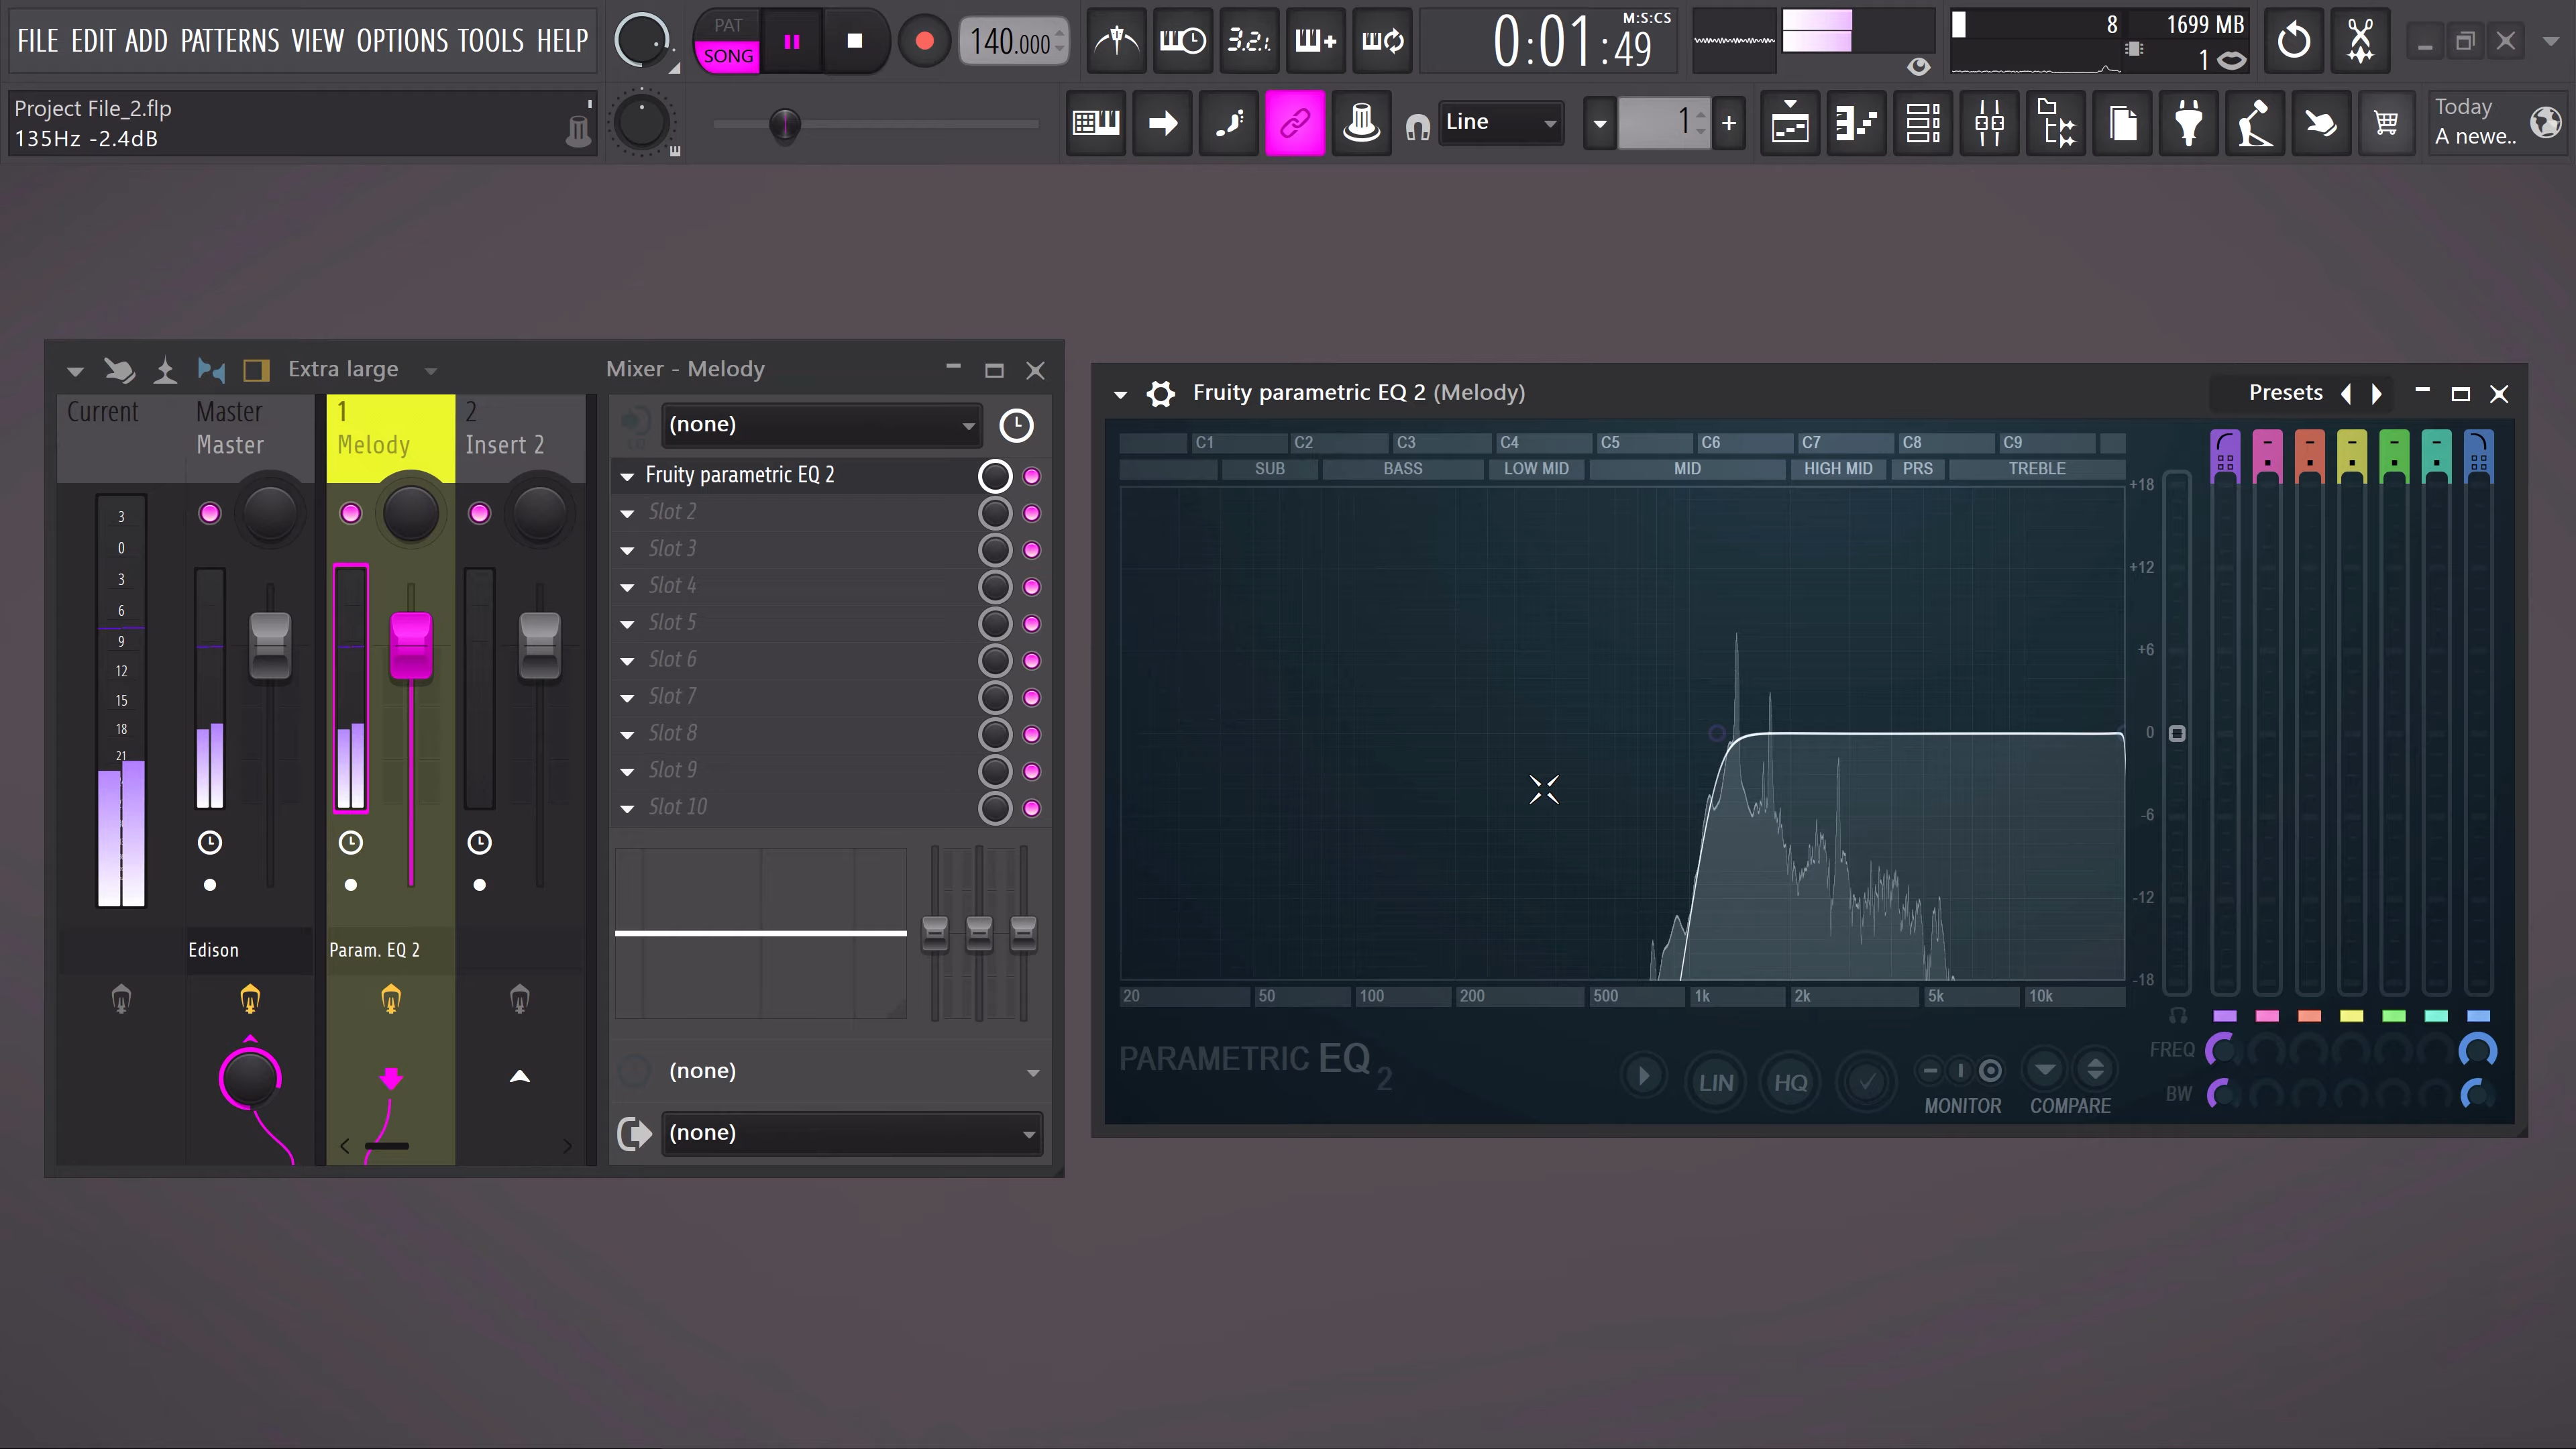 FILE EDIT ADD PATTERNS VIEW OPTIONS TOOLS HELP
PAT
SONG
140.000
3.2.1.
M:S:CS
0:01:49
8
1699 MB
1
Project File_2.flp
135Hz -2.4dB
Line
1
Today
A newe..
Extra large
Mixer - Melody
Current
Master
Master
1
Melody
2
Insert 2
3
0
3
6
9
12
15
18
21
Edison
Param. EQ 2
(none)
Fruity parametric EQ 2
Slot 2
Slot 3
Slot 4
Slot 5
Slot 6
Slot 7
Slot 8
Slot 9
Slot 10
(none)
(none)
Fruity parametric EQ 2 (Melody)
Presets
C1 C2 C3 C4 C5 C6 C7 C8 C9
SUB BASS LOW MID MID HIGH MID PRS TREBLE
+18
+12
+6
0
-6
-12
-18
20 50 100 200 500 1k 2k 5k 10k
PARAMETRIC EQ 2
LIN
HQ
MONITOR
COMPARE
FREQ
BW